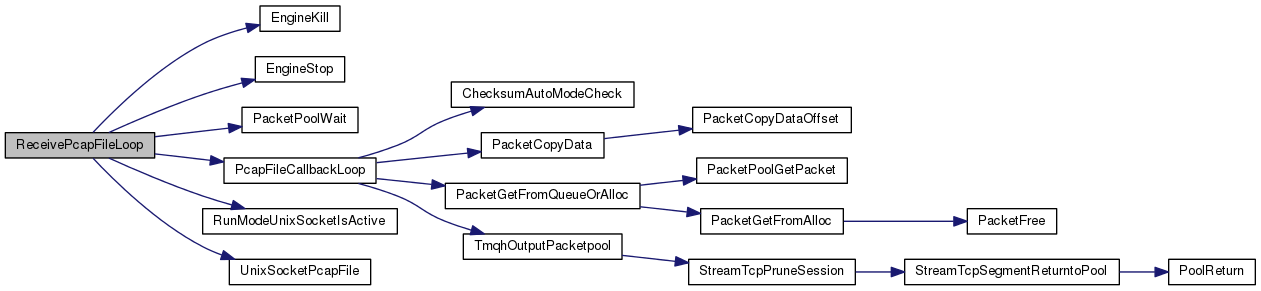 EngineKill
EngineStop
PacketPoolWait
ReceivePcapFileLoop
PcapFileCallbackLoop
RunModeUnixSocketIsActive
UnixSocketPcapFile
ChecksumAutoModeCheck
PacketCopyData
PacketCopyDataOffset
PacketGetFromQueueOrAlloc
PacketPoolGetPacket
PacketGetFromAlloc
PacketFree
TmqhOutputPacketpool
StreamTcpPruneSession
StreamTcpSegmentReturntoPool
PoolReturn